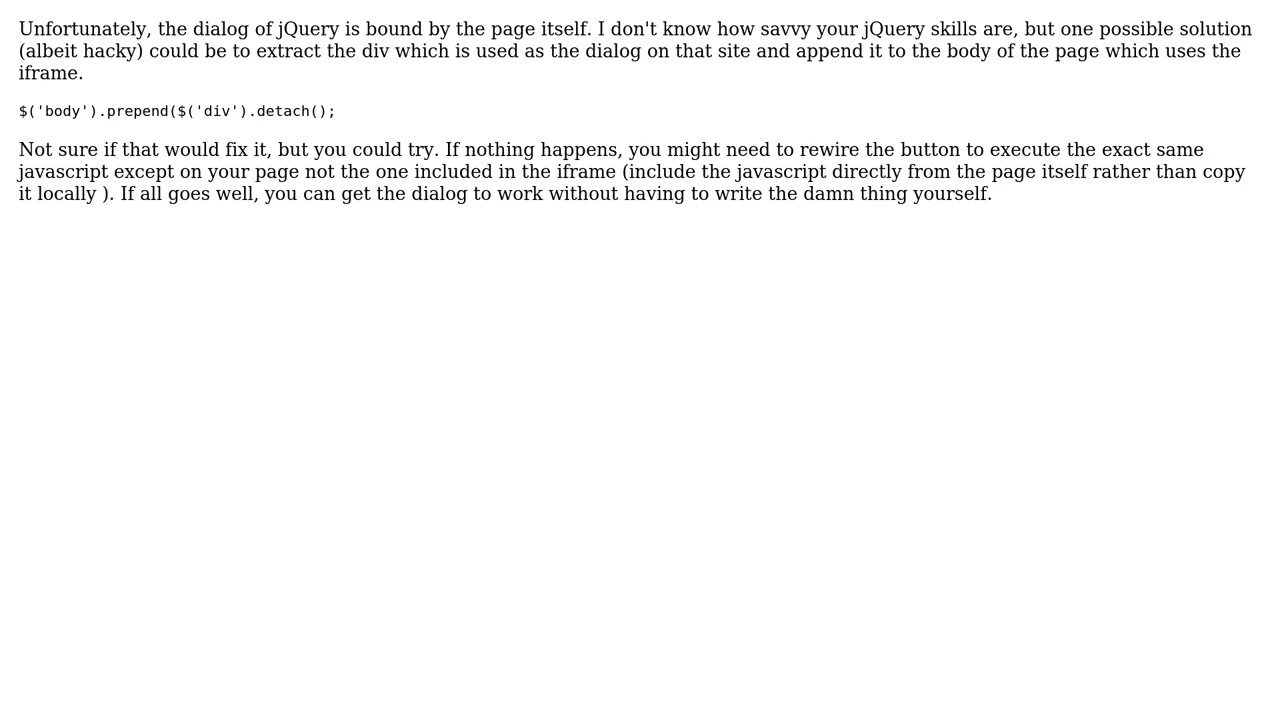 Unfortunately, the dialog of jQuery is bound by the page itself. I don't know how savvy your jQuery skills are, but one possible solution
(albeit hacky) could be to extract the div which is used as the dialog on that site and append it to the body of the page which uses the
iframe.
$('body').prepend($('div').detach();
Not sure if that would fix it, but you could try. If nothing happens, you might need to rewire the button to execute the exact same
javascript except on your page not the one included in the iframe (include the javascript directly from the page itself rather than copy
it locally ). If all goes well, you can get the dialog to work without having to write the damn thing yourself.